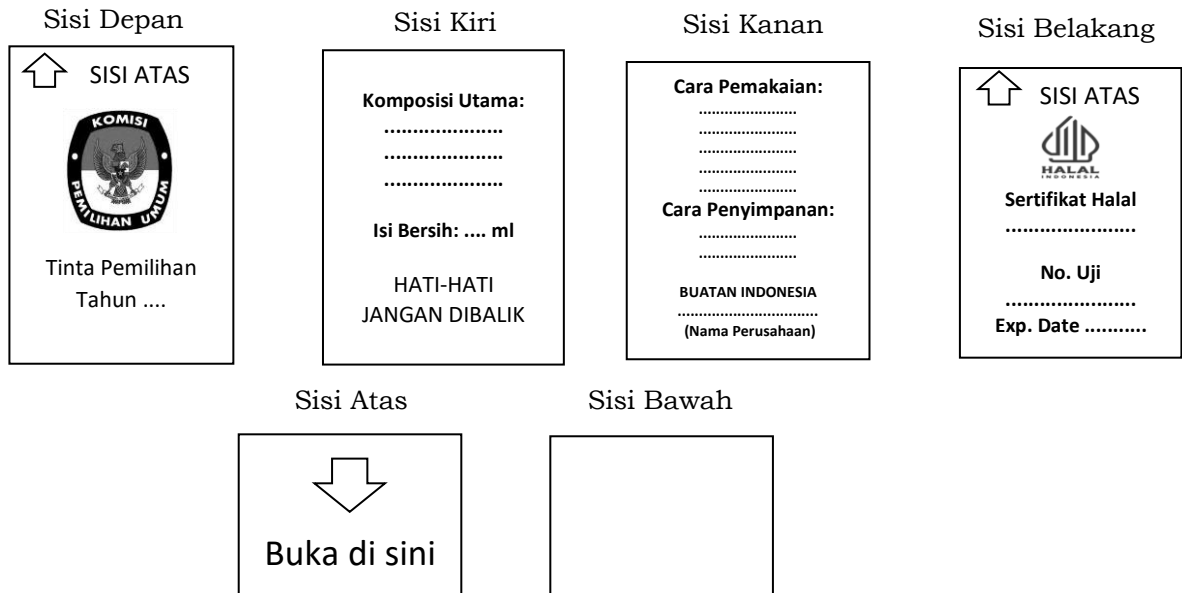 Sisi Depan
SISI ATAS
KOMISI
PEMILIHAN UMUM
Tinta Pemilihan
Tahun ....
Sisi Kiri
Komposisi Utama:
.....................
.....................
.....................
Isi Bersih: .... ml
HATI-HATI
JANGAN DIBALIK
Sisi Kanan
Cara Pemakaian:
.......................
.......................
.......................
.......................
.......................
Cara Penyimpanan:
.......................
.......................
BUATAN INDONESIA
.................................
(Nama Perusahaan)
Sisi Belakang
SISI ATAS
HALAL
INDONESIA
Sertifikat Halal
.......................
No. Uji
.......................
Exp. Date ...........
Sisi Atas
Buka di sini
Sisi Bawah